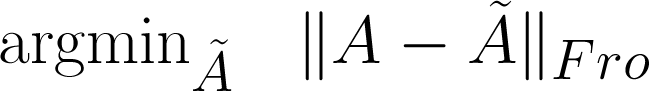 argmin_Ã ‖A − Ã‖_Fro